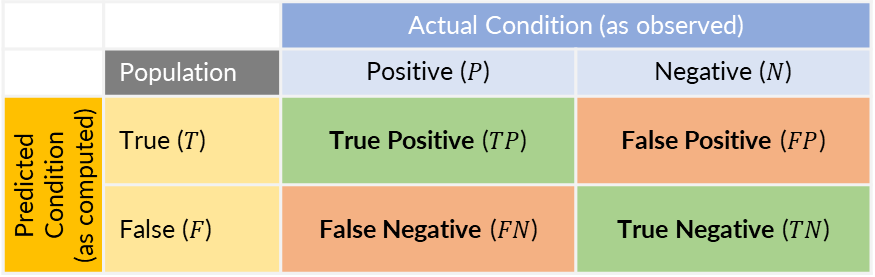 Actual Condition (as observed)
Population
Positive (P)
Negative (N)
Predicted
Condition
(as computed)
True (T)
True Positive (TP)
False Positive (FP)
False (F)
False Negative (FN)
True Negative (TN)